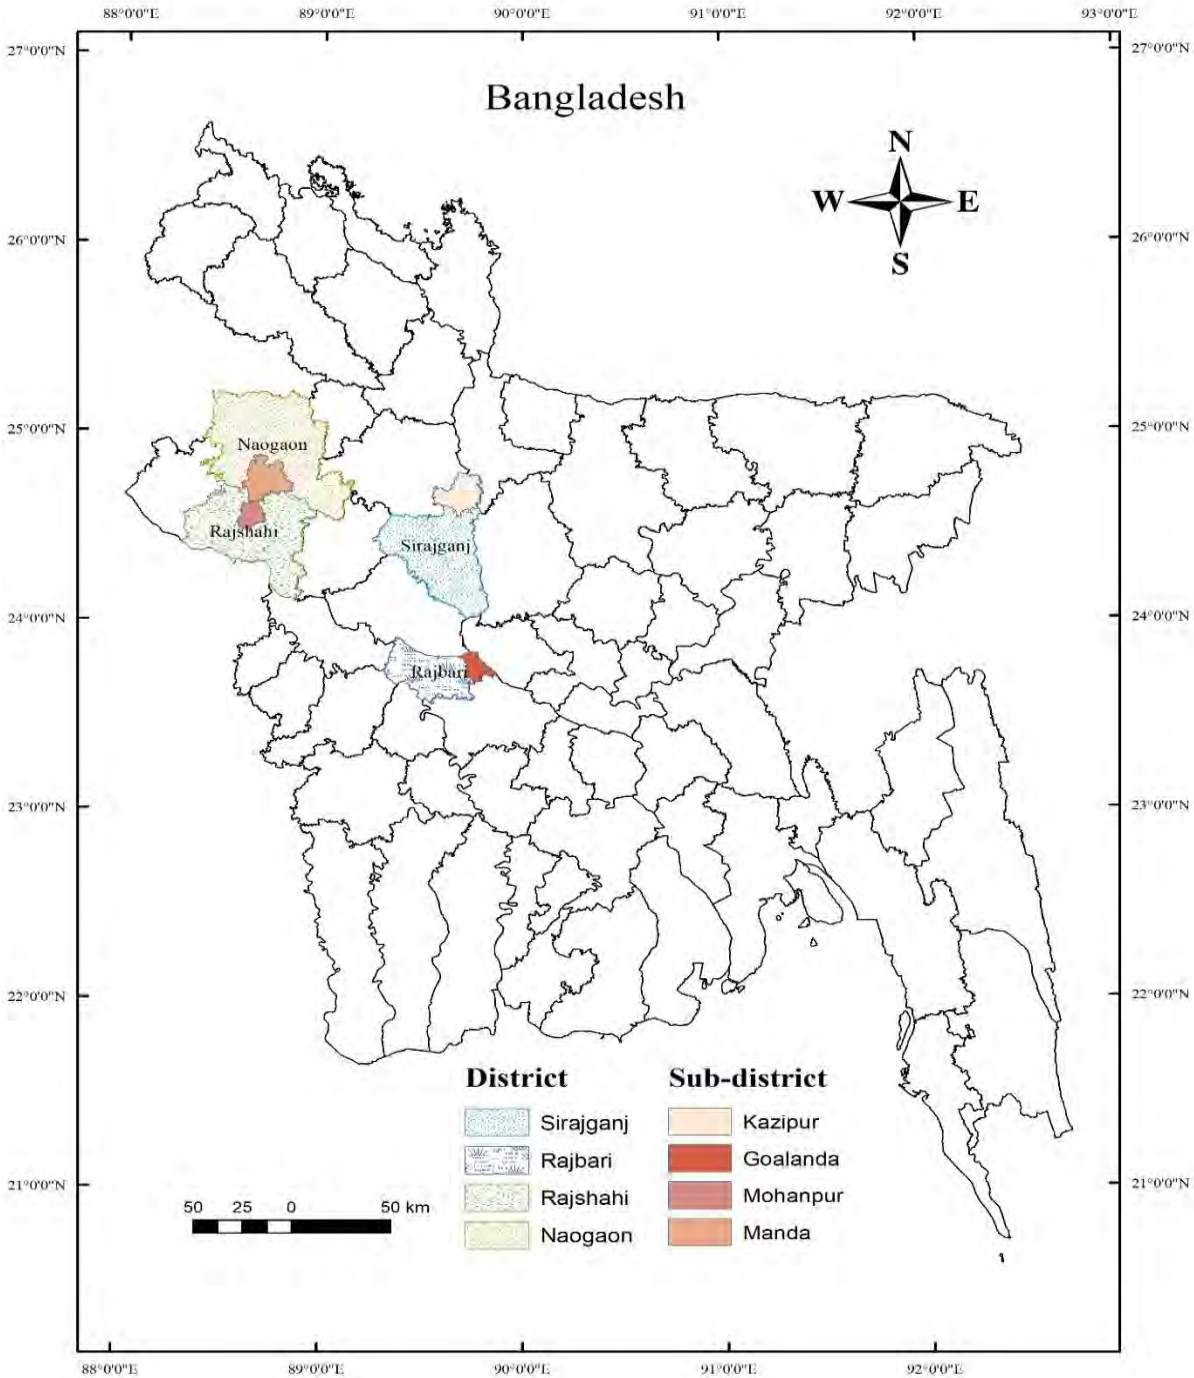 88°0'0"E 89°0'0"E 90°0'0"E 91°0'0"E 92°0'0"E 93°0'0"E
27°0'0"N 27°0'0"N
Bangladesh
N
W E
S
26°0'0"N 26°0'0"N
25°0'0"N 25°0'0"N
Naogaon
Rajshahi
Sirajganj
24°0'0"N 24°0'0"N
Rajbari
23°0'0"N 23°0'0"N
22°0'0"N 22°0'0"N
District Sub-district
Sirajganj Kazipur
Rajbari Goalanda
Rajshahi Mohanpur
Naogaon Manda
21°0'0"N 21°0'0"N
50 25 0 50 km
88°0'0"E 89°0'0"E 90°0'0"E 91°0'0"E 92°0'0"E